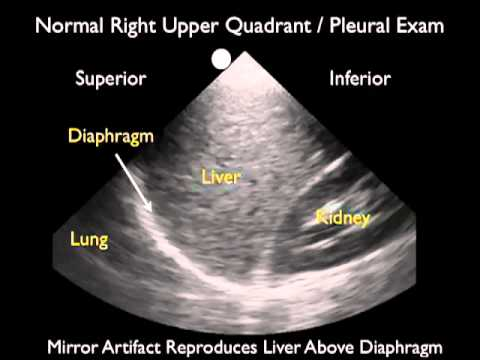 Normal Right Upper Quadrant / Pleural Exam
Superior
Inferior
Diaphragm
Liver
Kidney
Lung
Mirror Artifact Reproduces Liver Above Diaphragm